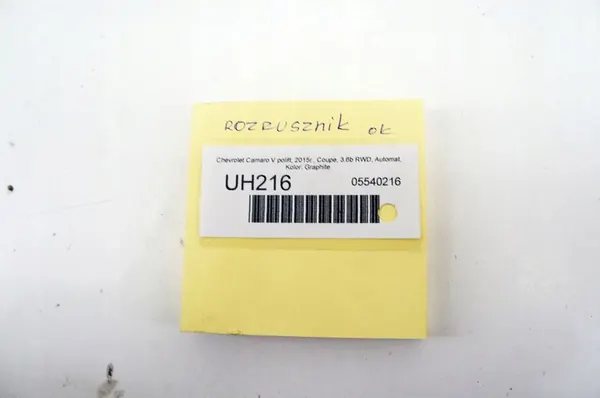 ROZRUSZNIK OK
Chevrolet Camaro V polift, 2015r., Coupe, 3.6b RWD, Automat,
Kolor: Graphite
UH216 05540216